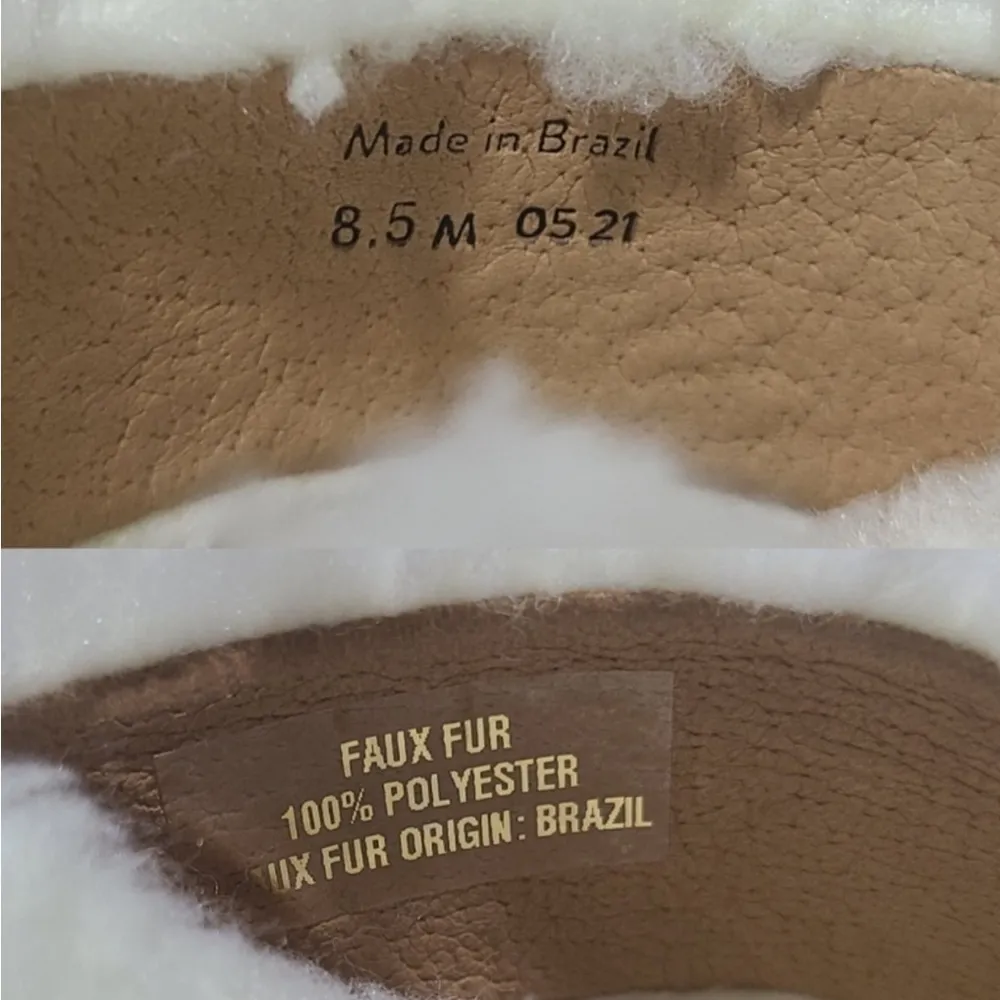 Made in Brazil
8.5 M 05 21
FAUX FUR
100% POLYESTER
UX FUR ORIGIN: BRAZIL